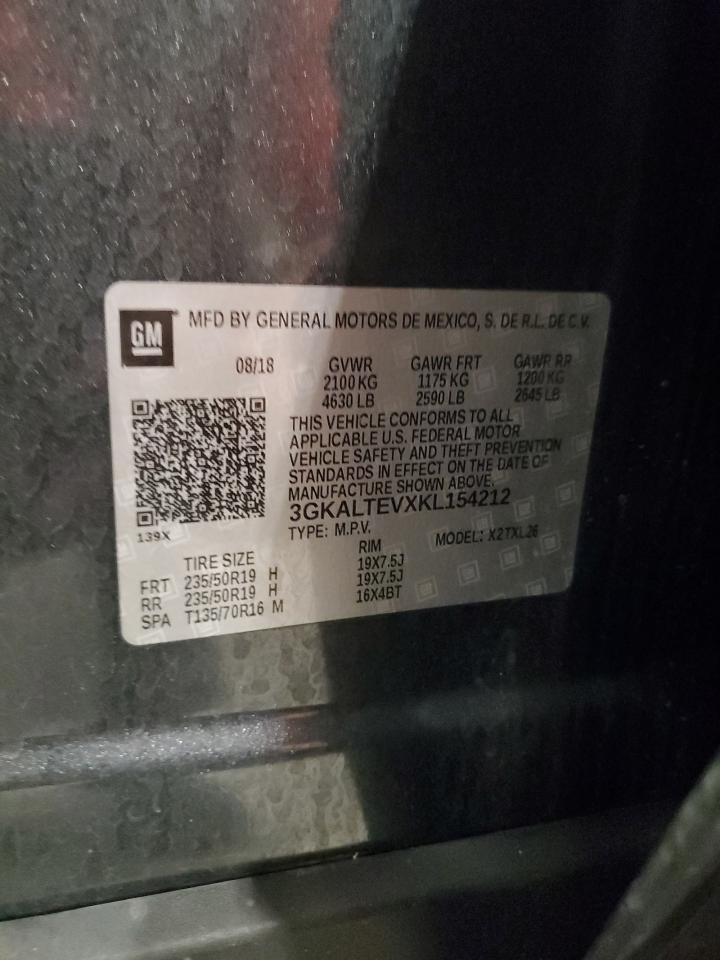 GM
MFD BY GENERAL MOTORS DE MEXICO, S. DE R.L. DE C.V.
08/18 GVWR GAWR FRT GAWR RR
2100 KG 1175 KG 1200 KG
4630 LB 2590 LB 2645 LB
THIS VEHICLE CONFORMS TO ALL
APPLICABLE U.S. FEDERAL MOTOR
VEHICLE SAFETY AND THEFT PREVENTION
STANDARDS IN EFFECT ON THE DATE OF
MANUFACTURE SHOWN ABOVE.
3GKALTEVXKL154212
139X
TYPE: M.P.V. MODEL: X2TXL26
TIRE SIZE RIM
FRT 235/50R19 H 19X7.5J
RR 235/50R19 H 19X7.5J
SPA T135/70R16 M 16X4BT